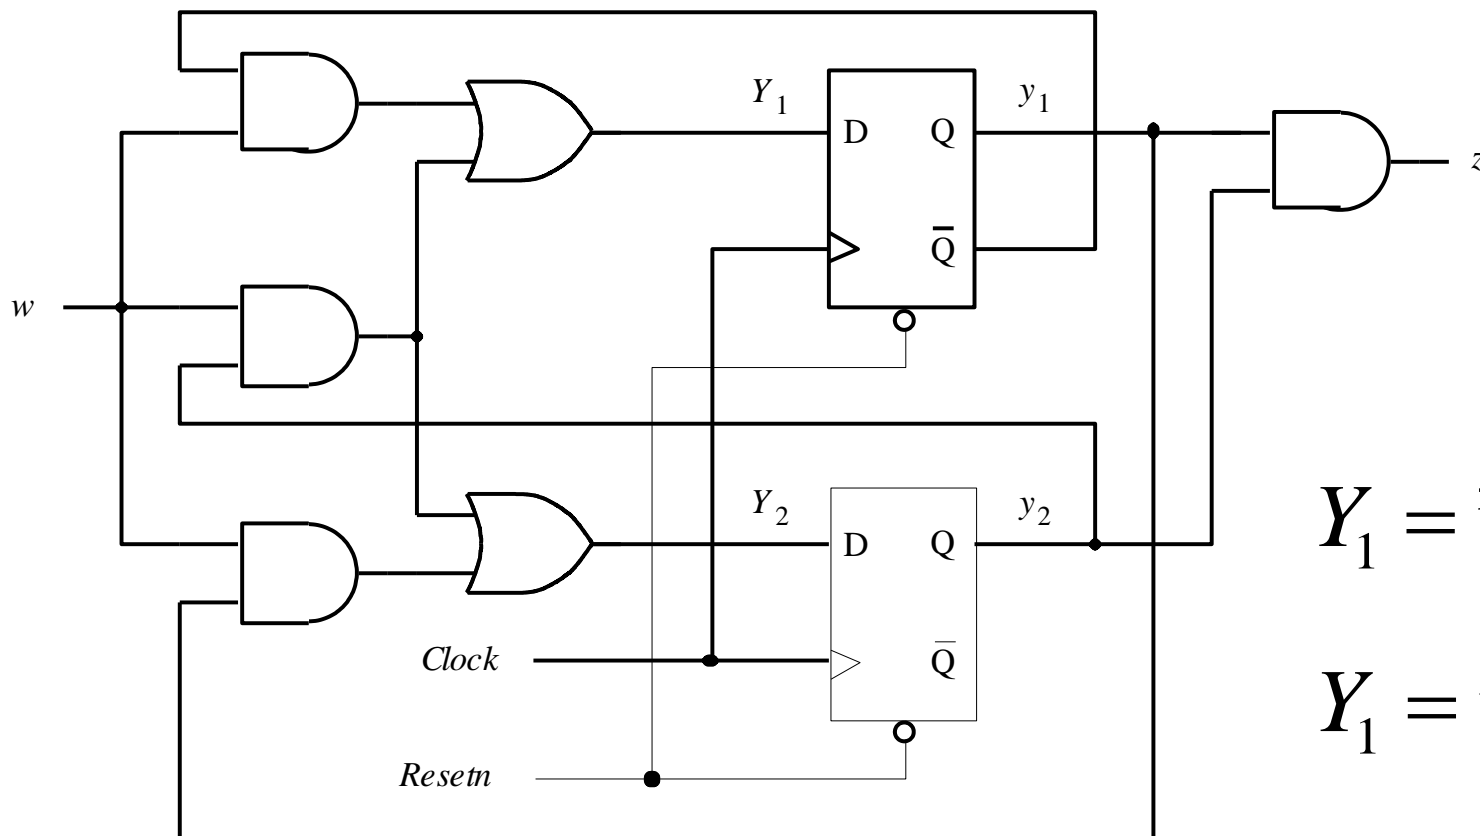 Y1
y1
D
Q
z
Q̅
w
Y2
y2
D
Q
Y1 =
Clock
Q̅
Y1 =
Resetn